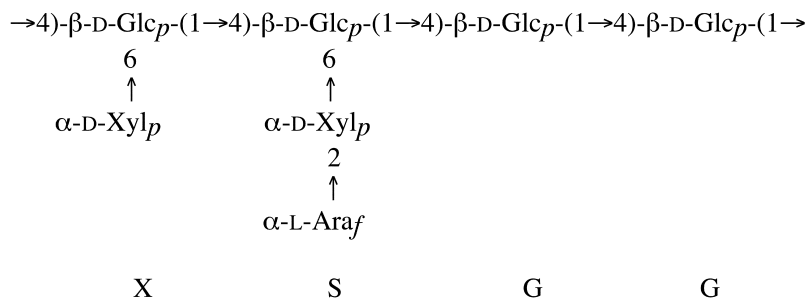 →4)-β-D-Glcp-(1→4)-β-D-Glcp-(1→4)-β-D-Glcp-(1→4)-β-D-Glcp-(1→
6 6
↑ ↑
α-D-Xylp α-D-Xylp
2
↑
α-L-Araf
X S G G